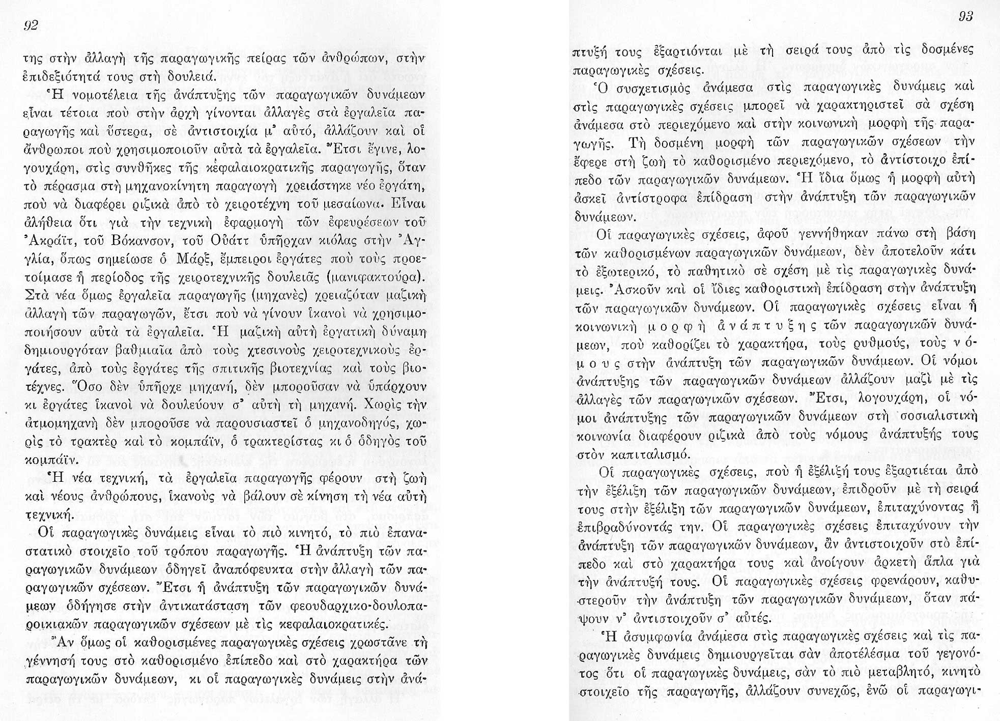 92
της στὴν ἀλλαγὴ τῆς παραγωγικῆς πείρας τῶν ἀνθρώπων, στὴν
ἐπιδεξιότητά τους στὴ δουλειά.
Ἡ νομοτέλεια τῆς ἀνάπτυξης τῶν παραγωγικῶν δυνάμεων
εἶναι τέτοια ποὺ στὴν ἀρχὴ γίνονται ἀλλαγὲς στὰ ἐργαλεῖα πα-
ραγωγῆς καὶ ὕστερα, σὲ ἀντιστοιχία μ’ αὐτό, ἀλλάζουν καὶ οἱ
ἄνθρωποι ποὺ χρησιμοποιοῦν αὐτὰ τὰ ἐργαλεῖα. Ἔτσι ἔγινε, λο-
γουχάρη, στὶς συνθῆκες τῆς κεφαλαιοκρατικῆς παραγωγῆς, ὅταν
τὸ πέρασμα στὴ μηχανοκίνητη παραγωγὴ χρειάστηκε νέο ἐργάτη,
ποὺ νὰ διαφέρει ριζικὰ ἀπὸ τὸ χειροτέχνη τοῦ μεσαίωνα. Εἶναι
ἀλήθεια ὅτι γιὰ τὴν τεχνικὴ ἐφαρμογὴ τῶν ἐφευρέσεων τοῦ
Ἀκράϊτ, τοῦ Βόκανσον, τοῦ Οὐάττ ὑπῆρχαν κιόλας στὴν Ἀγ-
γλία, ὅπως σημείωσε ὁ Μάρξ, ἔμπειροι ἐργάτες ποὺ τοὺς προε-
τοίμασε ἡ περίοδος τῆς χειροτεχνικῆς δουλειᾶς (μανιφακτούρα).
Στὰ νέα ὅμως ἐργαλεῖα παραγωγῆς (μηχανὲς) χρειαζόταν μαζικὴ
ἀλλαγὴ τῶν παραγωγῶν, ἔτσι ποὺ νὰ γίνουν ἱκανοὶ νὰ χρησιμο-
ποιήσουν αὐτὰ τὰ ἐργαλεῖα. Ἡ μαζικὴ αὐτὴ ἐργατικὴ δύναμη
δημιουργόταν βαθμιαῖα ἀπὸ τοὺς χτεσινοὺς χειροτεχνικοὺς ἐρ-
γάτες, ἀπὸ τοὺς ἐργάτες τῆς σπιτικῆς βιοτεχνίας καὶ τοὺς βιο-
τέχνες. Ὅσο δὲν ὑπῆρχε μηχανή, δὲν μποροῦσαν νὰ ὑπάρχουν
κι ἐργάτες ἱκανοὶ νὰ δουλεύουν σ’ αὐτὴ τὴ μηχανή. Χωρὶς τὴν
ἀτμομηχανὴ δὲν μποροῦσε νὰ παρουσιαστεῖ ὁ μηχανοδηγός, χω-
ρὶς τὸ τρακτὲρ καὶ τὸ κομπάϊν, ὁ τρακτερίστας κι ὁ ὁδηγὸς τοῦ
κομπάϊν.
Ἡ νέα τεχνική, τὰ ἐργαλεῖα παραγωγῆς φέρουν στὴ ζωὴ
καὶ νέους ἀνθρώπους, ἱκανοὺς νὰ βάλουν σὲ κίνηση τὴ νέα αὐτὴ
τεχνική.
Οἱ παραγωγικὲς δυνάμεις εἶναι τὸ πιὸ κινητό, τὸ πιὸ ἐπανα-
στατικὸ στοιχεῖο τοῦ τρόπου παραγωγῆς. Ἡ ἀνάπτυξη τῶν πα-
ραγωγικῶν δυνάμεων ὁδηγεῖ ἀναπόφευκτα στὴν ἀλλαγὴ τῶν πα-
ραγωγικῶν σχέσεων. Ἔτσι ἡ ἀνάπτυξη τῶν παραγωγικῶν δυνά-
μεων ὁδήγησε στὴν ἀντικατάσταση τῶν φεουδαρχικο-δουλοπα-
ροικιακῶν παραγωγικῶν σχέσεων μὲ τὶς κεφαλαιοκρατικές.
Ἂν ὅμως οἱ καθορισμένες παραγωγικὲς σχέσεις χρωστᾶνε τὴ
γέννησή τους στὸ καθορισμένο ἐπίπεδο καὶ στὸ χαρακτήρα τῶν
παραγωγικῶν δυνάμεων, κι οἱ παραγωγικὲς δυνάμεις στὴν ἀνά-
93
πτυξή τους ἐξαρτιόνται μὲ τὴ σειρά τους ἀπὸ τὶς δοσμένες
παραγωγικὲς σχέσεις.
Ὁ συσχετισμὸς ἀνάμεσα στὶς παραγωγικὲς δυνάμεις καὶ
στὶς παραγωγικὲς σχέσεις μπορεῖ νὰ χαρακτηριστεῖ σὰ σχέση
ἀνάμεσα στὸ περιεχόμενο καὶ στὴν κοινωνικὴ μορφὴ τῆς παρα-
γωγῆς. Τὴ δοσμένη μορφὴ τῶν παραγωγικῶν σχέσεων τὴν
ἔφερε στὴ ζωὴ τὸ καθορισμένο περιεχόμενο, τὸ ἀντίστοιχο ἐπί-
πεδο τῶν παραγωγικῶν δυνάμεων. Ἡ ἴδια ὅμως ἡ μορφὴ αὐτὴ
ἀσκεῖ ἀντίστροφα ἐπίδραση στὴν ἀνάπτυξη τῶν παραγωγικῶν
δυνάμεων.
Οἱ παραγωγικὲς σχέσεις, ἀφοῦ γεννήθηκαν πάνω στὴ βάση
τῶν καθορισμένων παραγωγικῶν δυνάμεων, δὲν ἀποτελοῦν κάτι
τὸ ἐξωτερικό, τὸ παθητικὸ σὲ σχέση μὲ τὶς παραγωγικὲς δυνά-
μεις. Ἀσκοῦν καὶ οἱ ἴδιες καθοριστικὴ ἐπίδραση στὴν ἀνάπτυξη
τῶν παραγωγικῶν δυνάμεων. Οἱ παραγωγικὲς σχέσεις εἶναι ἡ
κοινωνικὴ μ ο ρ φ ὴ ἀ ν ά π τ υ ξ η ς τῶν παραγωγικῶν δυνά-
μεων, ποὺ καθορίζει τὸ χαρακτήρα, τοὺς ρυθμούς, τοὺς ν ό-
μ ο υ ς στὴν ἀνάπτυξη τῶν παραγωγικῶν δυνάμεων. Οἱ νόμοι
ἀνάπτυξης τῶν παραγωγικῶν δυνάμεων ἀλλάζουν μαζὶ μὲ τὶς
ἀλλαγὲς τῶν παραγωγικῶν σχέσεων. Ἔτσι, λογουχάρη, οἱ νό-
μοι ἀνάπτυξης τῶν παραγωγικῶν δυνάμεων στὴ σοσιαλιστικὴ
κοινωνία διαφέρουν ριζικὰ ἀπὸ τοὺς νόμους ἀνάπτυξής τους
στὸν καπιταλισμό.
Οἱ παραγωγικὲς σχέσεις, ποὺ ἡ ἐξέλιξή τους ἐξαρτιέται ἀπὸ
τὴν ἐξέλιξη τῶν παραγωγικῶν δυνάμεων, ἐπιδροῦν μὲ τὴ σειρά
τους στὴν ἐξέλιξη τῶν παραγωγικῶν δυνάμεων, ἐπιταχύνοντας ἢ
ἐπιβραδύνοντάς την. Οἱ παραγωγικὲς σχέσεις ἐπιταχύνουν τὴν
ἀνάπτυξη τῶν παραγωγικῶν δυνάμεων, ἂν ἀντιστοιχοῦν στὸ ἐπί-
πεδο καὶ στὸ χαρακτήρα τους καὶ ἀνοίγουν ἀρκετὴ ἅπλα γιὰ
τὴν ἀνάπτυξή τους. Οἱ παραγωγικὲς σχέσεις φρενάρουν, καθυ-
στεροῦν τὴν ἀνάπτυξη τῶν παραγωγικῶν δυνάμεων, ὅταν πά-
ψουν ν’ ἀντιστοιχοῦν σ’ αὐτές.
Ἡ ἀσυμφωνία ἀνάμεσα στὶς παραγωγικὲς σχέσεις καὶ τὶς πα-
ραγωγικὲς δυνάμεις δημιουργεῖται σὰν ἀποτέλέσμα τοῦ γεγονό-
τος ὅτι οἱ παραγωγικὲς δυνάμεις, σὰν τὸ πιὸ μεταβλητό, κινητὸ
στοιχεῖο τῆς παραγωγῆς, ἀλλάζουν συνεχῶς, ἐνῶ οἱ παραγωγι-